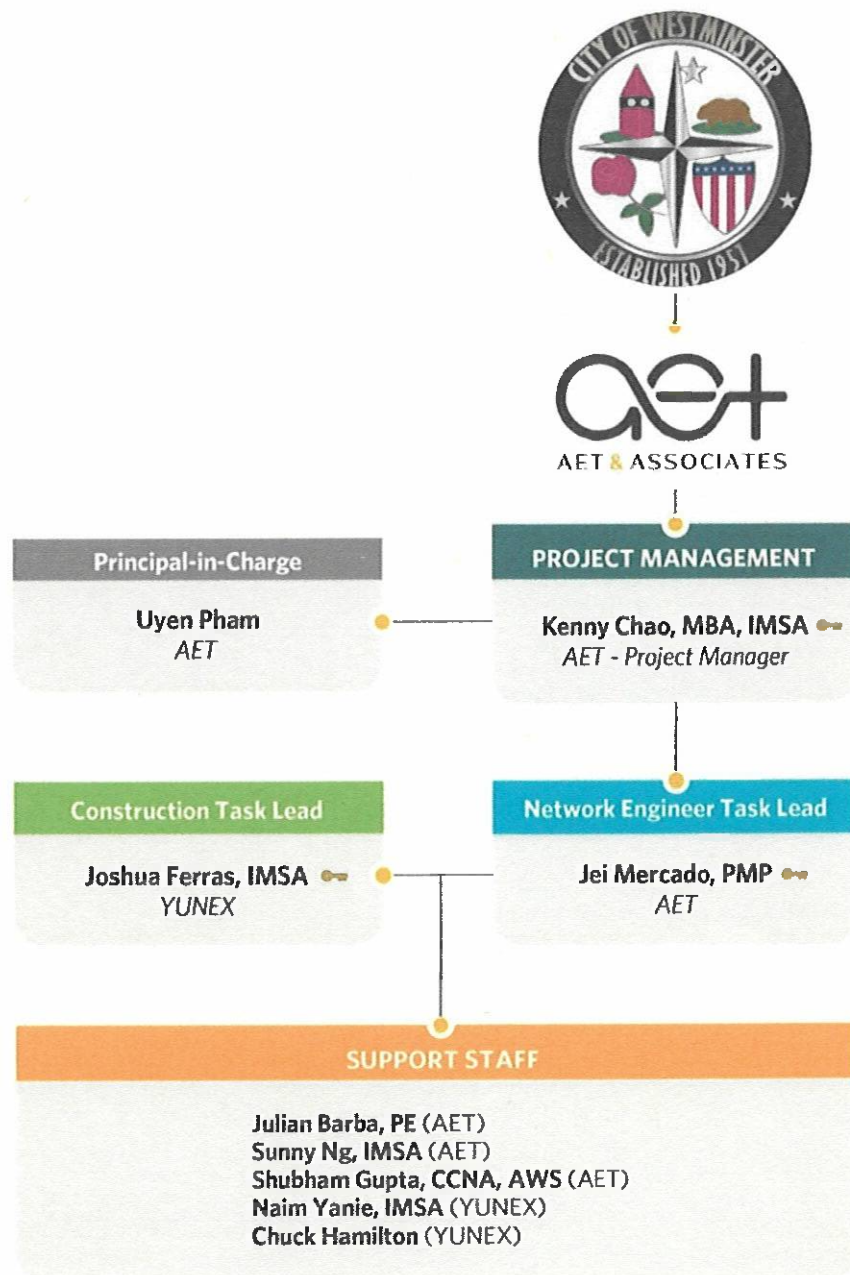 CITY OF WESTMINSTER
ESTABLISHED 1957
aet
AET & ASSOCIATES
Principal-in-Charge
Uyen Pham
AET
PROJECT MANAGEMENT
Kenny Chao, MBA, IMSA
AET - Project Manager
Construction Task Lead
Joshua Ferras, IMSA
YUNEX
Network Engineer Task Lead
Jei Mercado, PMP
AET
SUPPORT STAFF
Julian Barba, PE (AET)
Sunny Ng, IMSA (AET)
Shubham Gupta, CCNA, AWS (AET)
Naim Yanie, IMSA (YUNEX)
Chuck Hamilton (YUNEX)